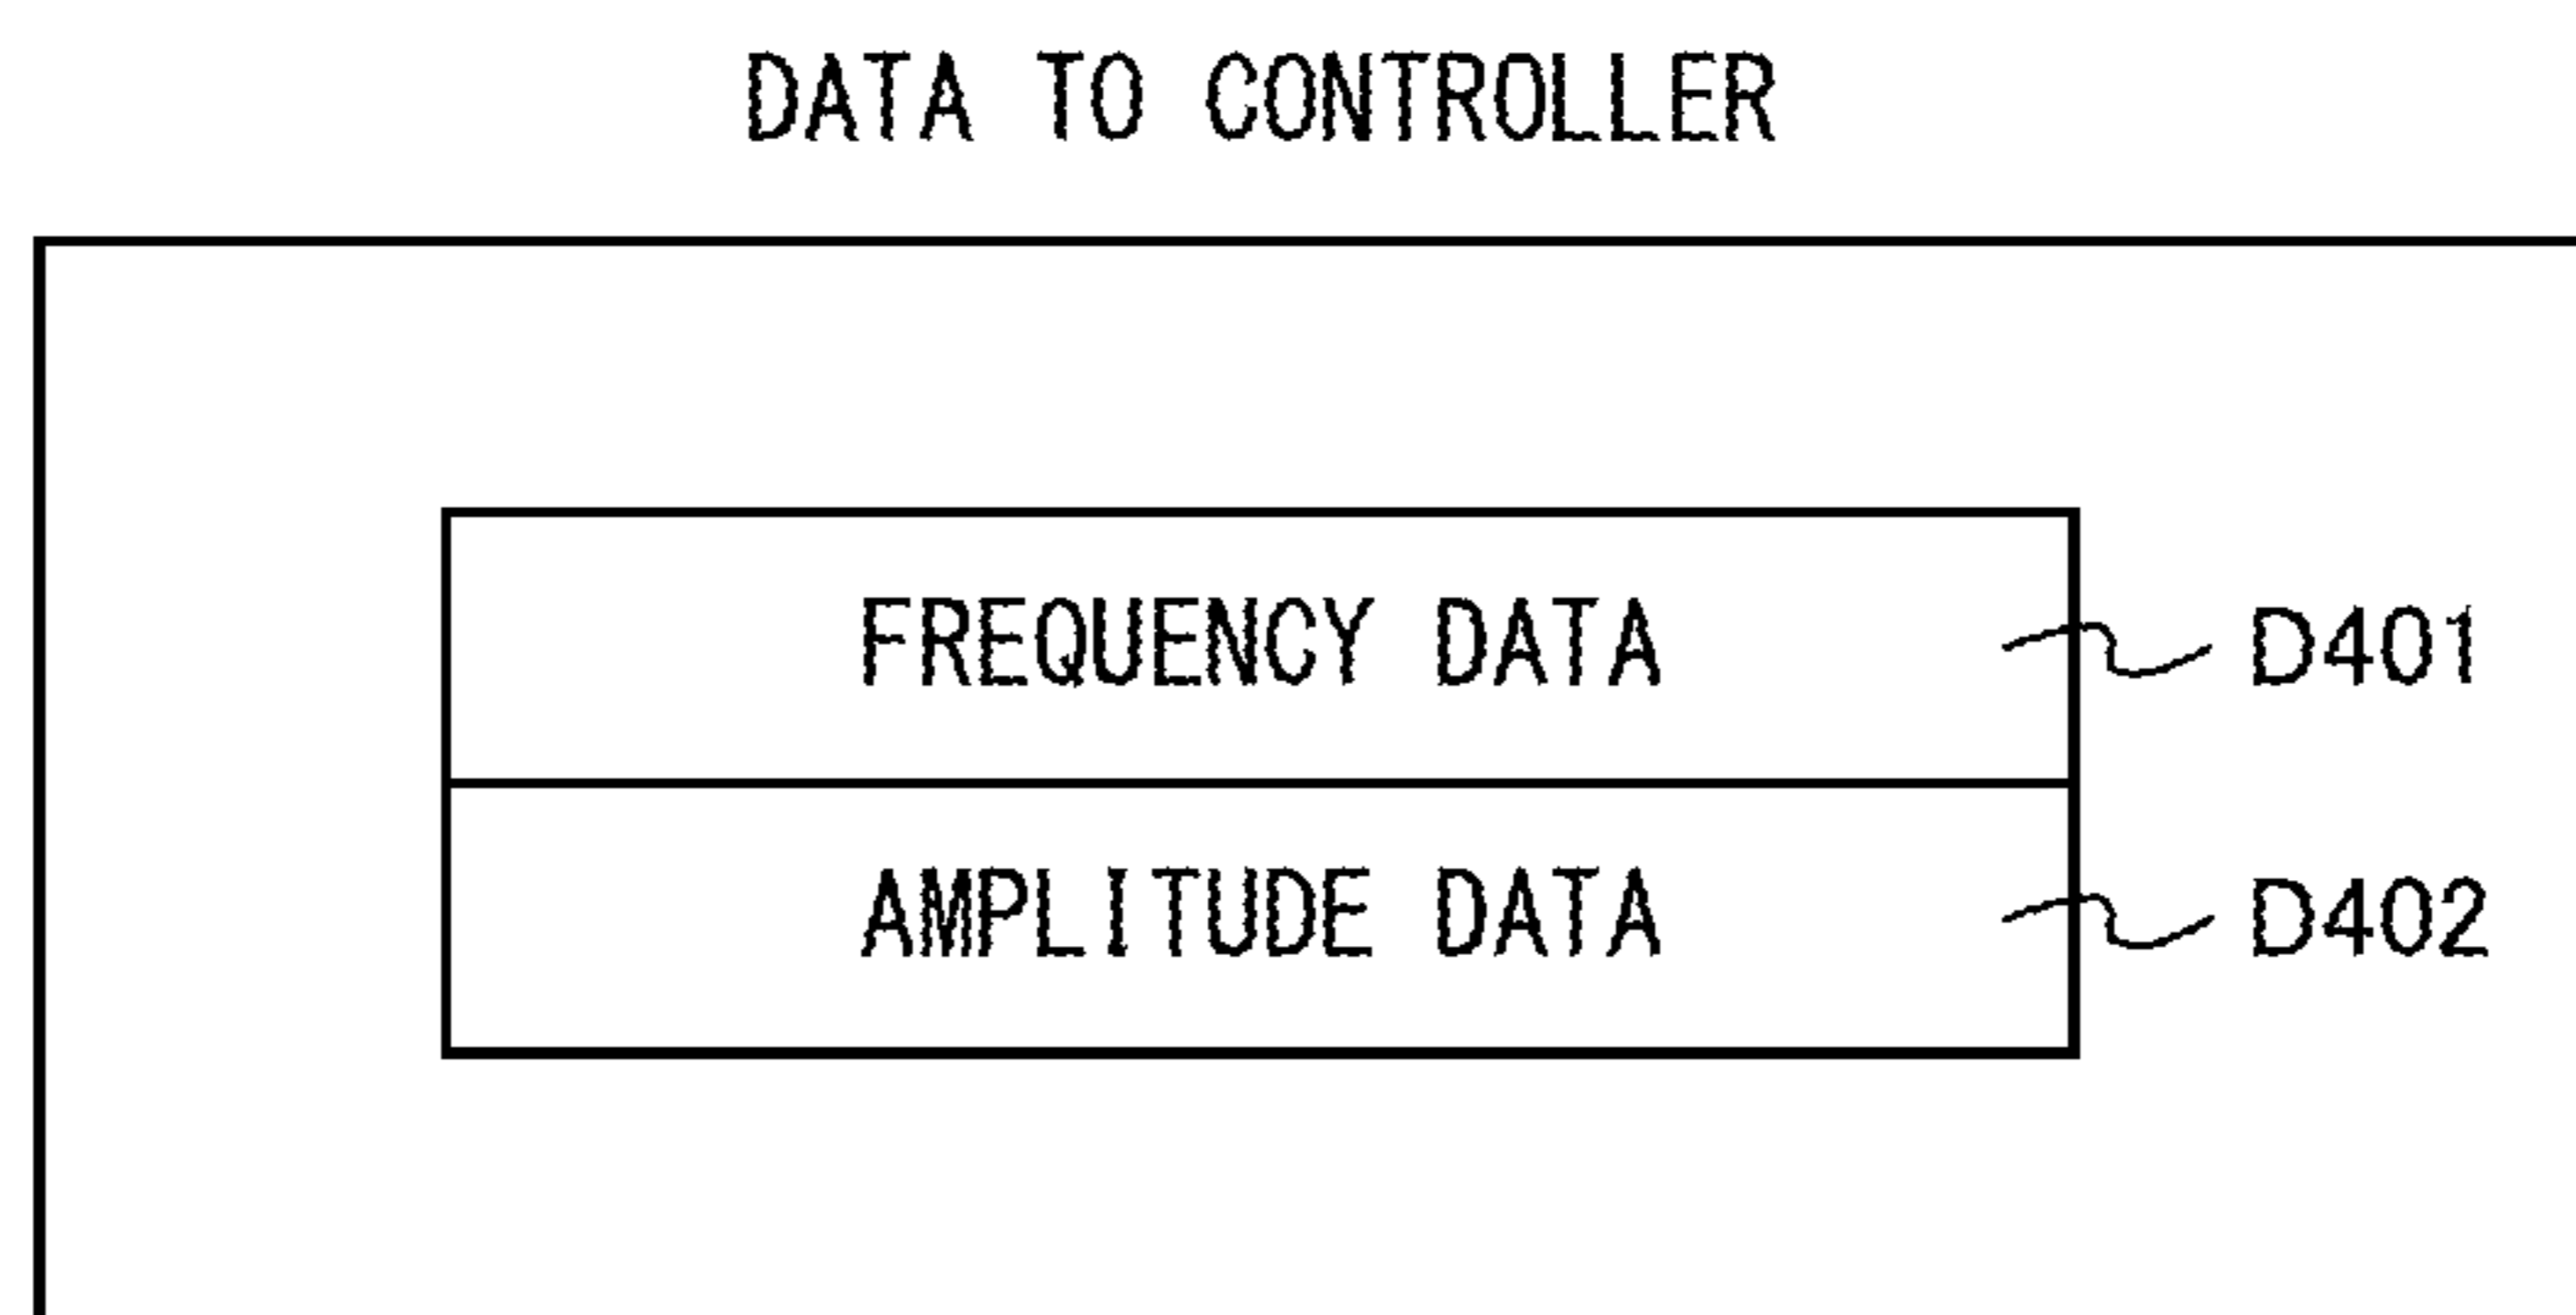 DATA TO CONTROLLER
FREQUENCY DATA D401
AMPLITUDE DATA D402